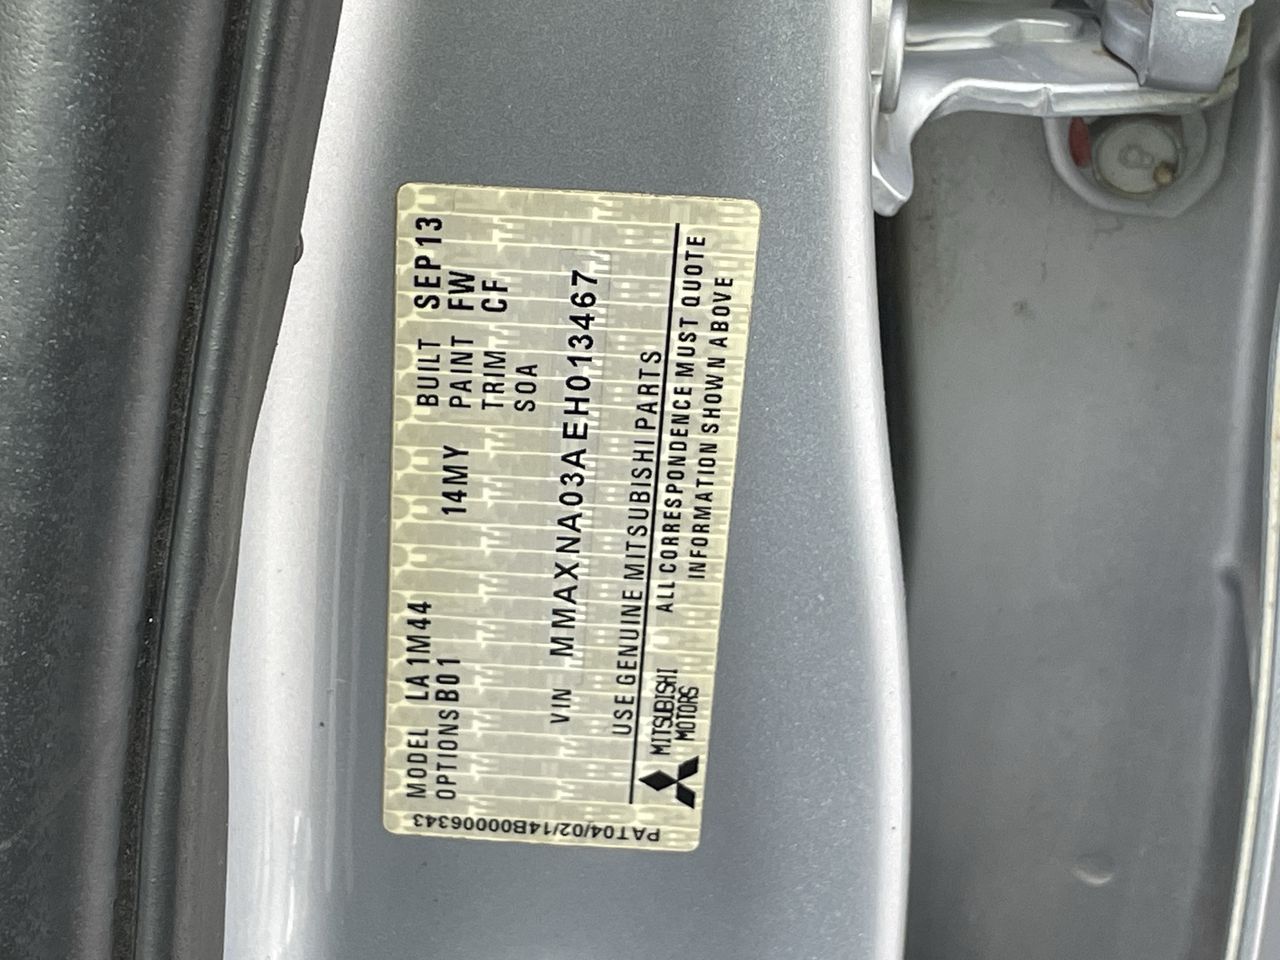 MODEL LA1M44 BUILT SEP13
OPTIONS B01 14MY PAINT FW
TRIM CF
SOA
VIN MMAXNA03AEH013467
USE GENUINE MITSUBISHI PARTS
MITSUBISHI MOTORS
ALL CORRESPONDENCE MUST QUOTE
INFORMATION SHOWN ABOVE
PAT04/02/14B00006343